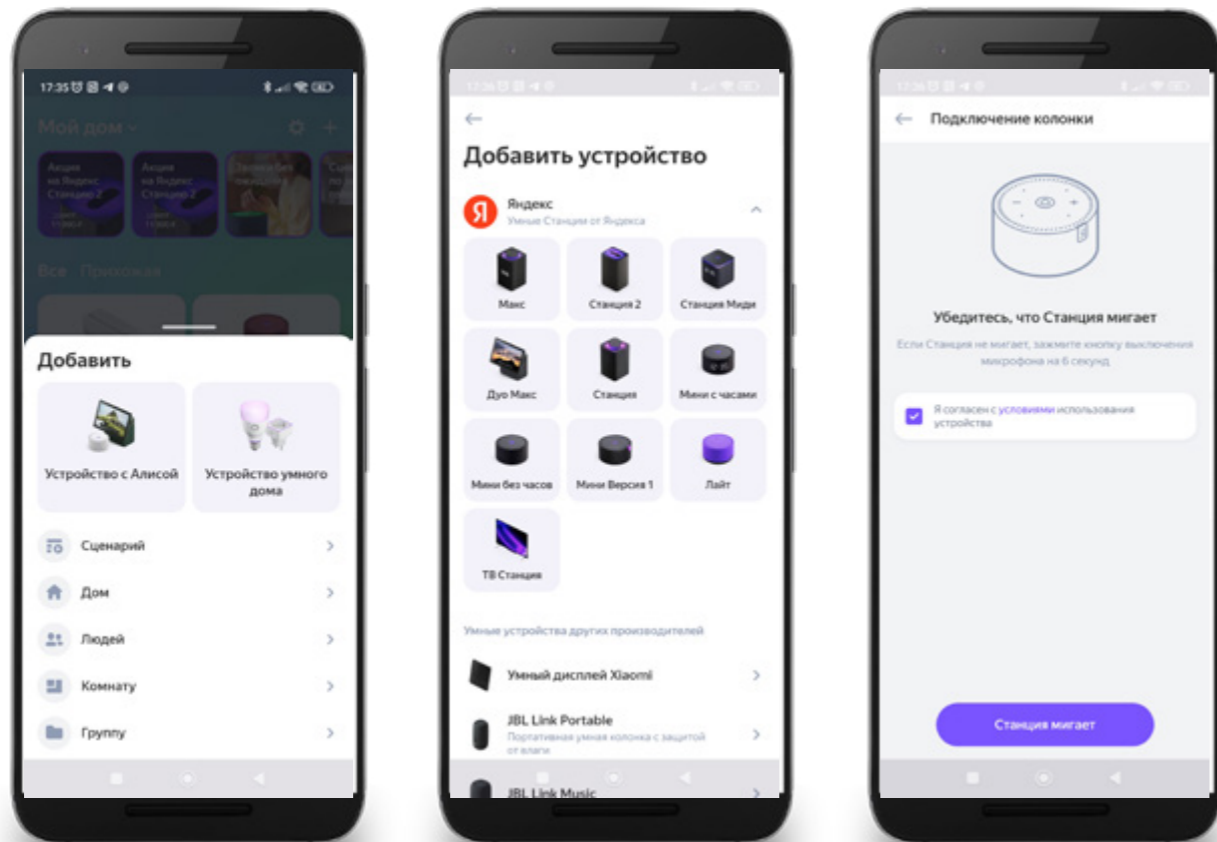 17:35
Мой дом
Акция
на Яндекс
Станцию 2
Акция
на Яндекс
Станцию 2
Все Прихожая
Добавить
Устройство с Алисой
Устройство умного
дома
Сценарий
Дом
Людей
Комнату
Группу
17:36
Добавить устройство
Я
Яндекс
Умные Станции от Яндекса
Макс
Станция 2
Станция Миди
Дуо Макс
Станция
Мини с часами
Мини без часов
Мини Версия 1
Лайт
ТВ Станция
Умные устройства других производителей
Умный дисплей Xiaomi
JBL Link Portable
Портативная умная колонка с защитой
от влаги
JBL Link Music
17:36
Подключение колонки
Убедитесь, что Станция мигает
Если Станция не мигает, зажмите кнопку выключения
микрофона на 6 секунд
Я согласен с условиями использования
устройства
Станция мигает